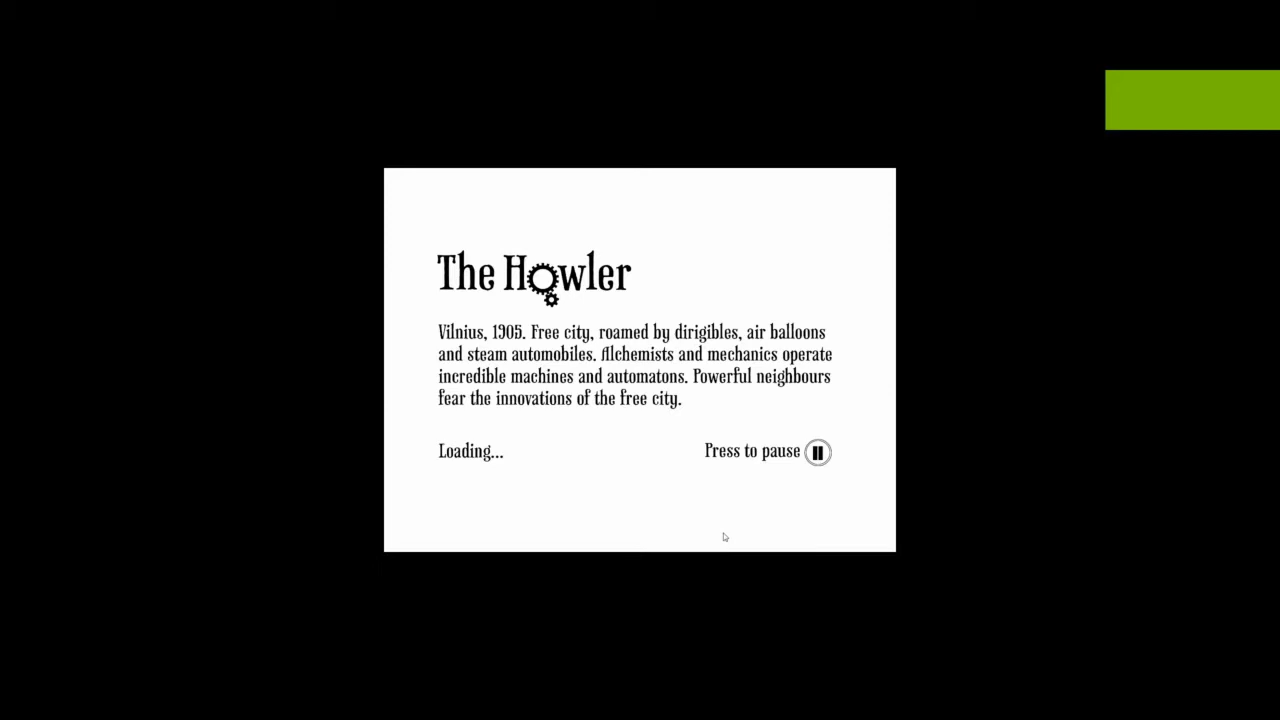 The Howler
Vilnius, 1905. Free city, roamed by dirigibles, air balloons
and steam automobiles. Alchemists and mechanics operate
incredible machines and automatons. Powerful neighbours
fear the innovations of the free city.
Loading...
Press to pause